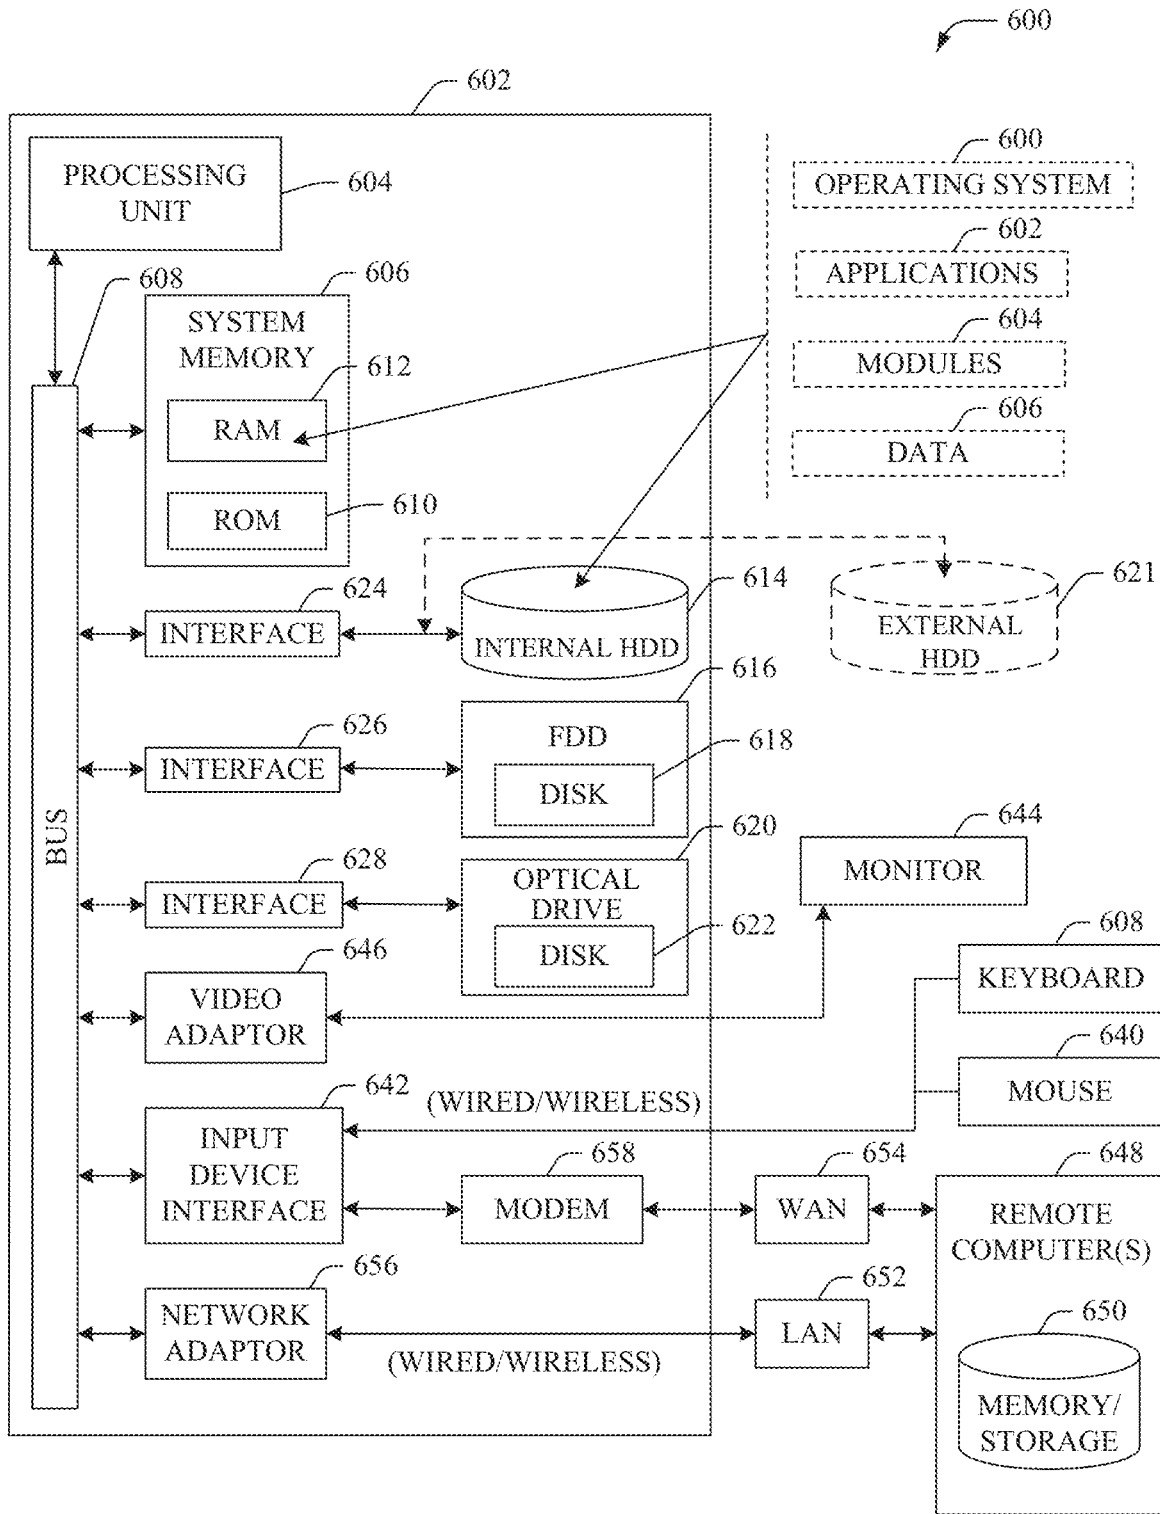 600
602
PROCESSING
UNIT
604
600
OPERATING SYSTEM
602
APPLICATIONS
604
MODULES
606
DATA
608
606
SYSTEM
MEMORY
612
RAM
610
ROM
624
INTERFACE
614
INTERNAL HDD
621
EXTERNAL
HDD
626
INTERFACE
616
FDD
618
DISK
BUS
628
INTERFACE
620
OPTICAL
DRIVE
622
DISK
644
MONITOR
646
VIDEO
ADAPTOR
608
KEYBOARD
640
MOUSE
642
INPUT
DEVICE
INTERFACE
(WIRED/WIRELESS)
658
MODEM
654
WAN
648
REMOTE
COMPUTER(S)
656
NETWORK
ADAPTOR
(WIRED/WIRELESS)
652
LAN
650
MEMORY/
STORAGE